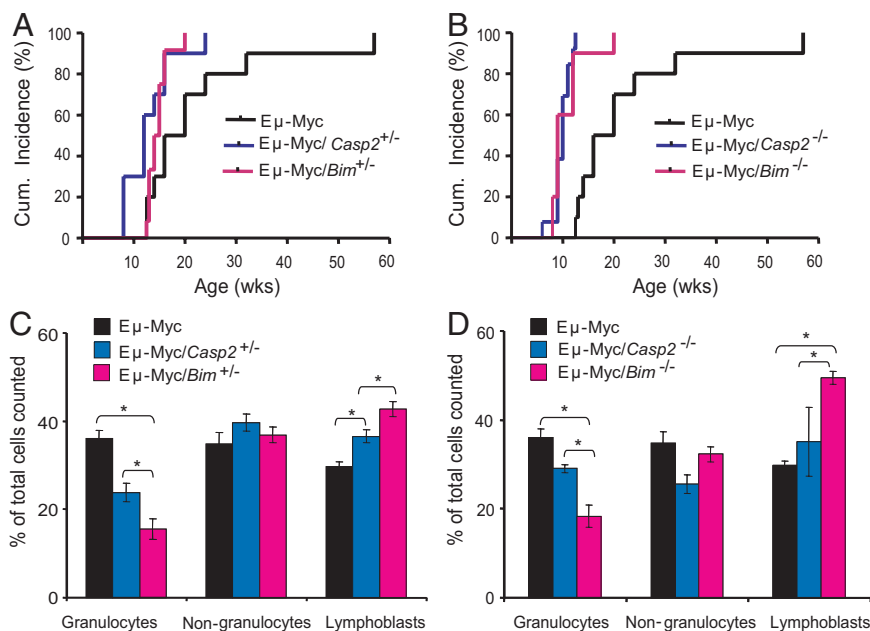 A
Cum. Incidence (%)
100
80
60
40
20
0
10
20
30
40
50
60
Age (wks)
Eμ-Myc
Eμ-Myc/Casp2+/-
Eμ-Myc/Bim+/-
B
Cum. Incidence (%)
100
80
60
40
20
0
10
20
30
40
50
60
Age (wks)
Eμ-Myc
Eμ-Myc/Casp2-/-
Eμ-Myc/Bim-/-
C
% of total cells counted
60
40
20
0
Eμ-Myc
Eμ-Myc/Casp2+/-
Eμ-Myc/Bim+/-
*
*
*
*
Granulocytes
Non-granulocytes
Lymphoblasts
D
% of total cells counted
60
40
20
0
Eμ-Myc
Eμ-Myc/Casp2-/-
Eμ-Myc/Bim-/-
*
*
*
*
Granulocytes
Non-granulocytes
Lymphoblasts